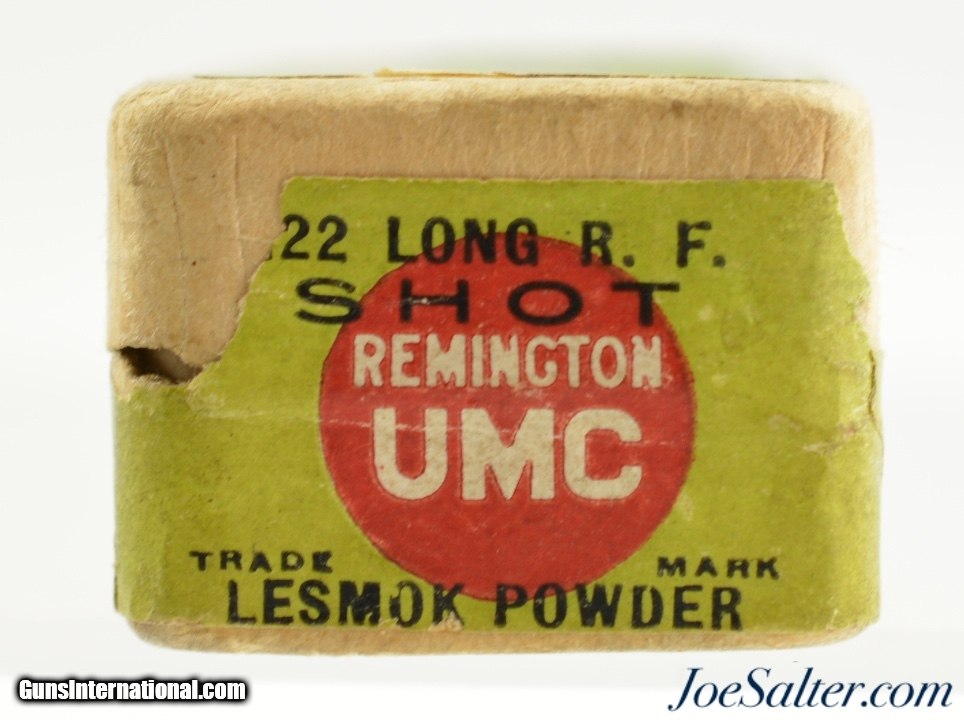 .22 LONG R. F.
SHOT
REMINGTON
UMC
TRADE MARK
LESMOK POWDER
GunsInternational.com
JoeSalter.com